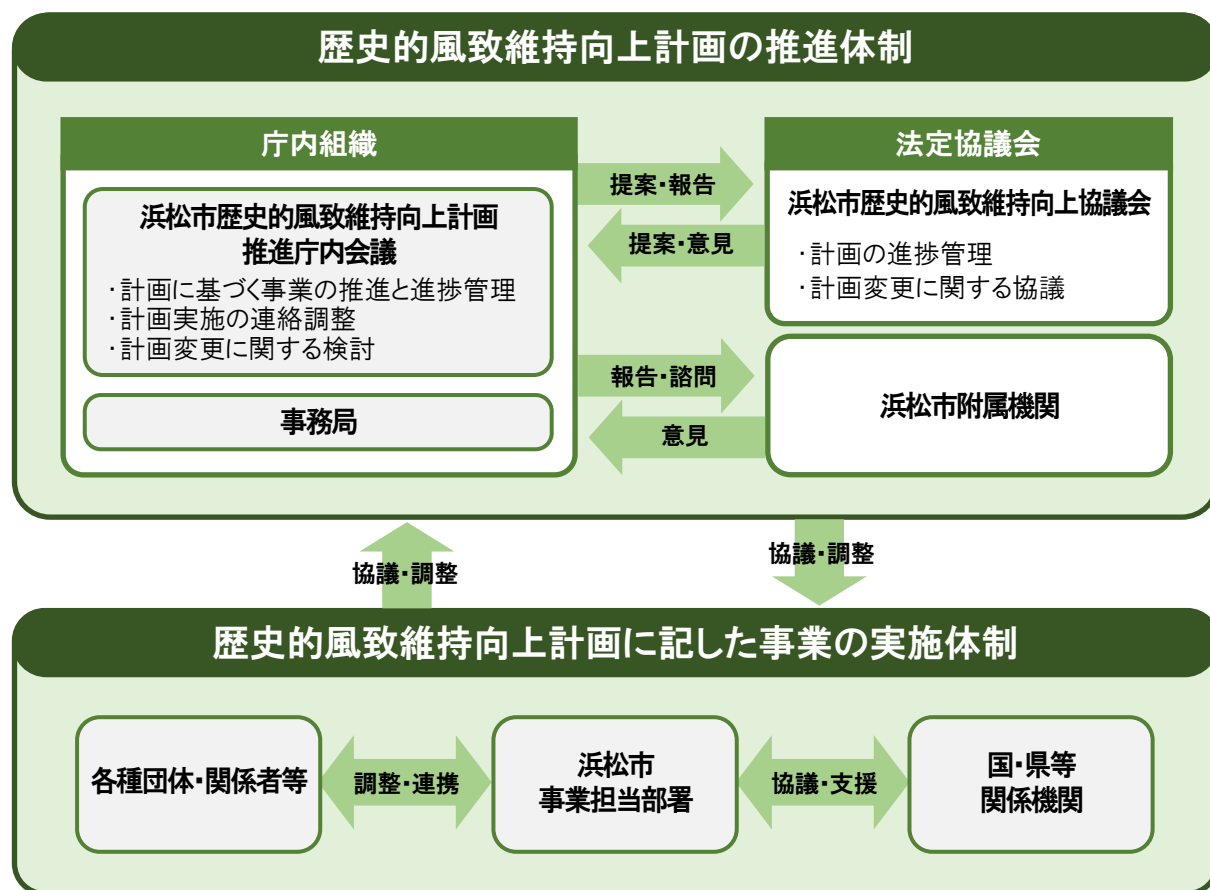 歴史的風致維持向上計画の推進体制
庁内組織
浜松市歴史的風致維持向上計画
推進庁内会議
・計画に基づく事業の推進と進捗管理
・計画実施の連絡調整
・計画変更に関する検討
事務局
提案・報告
提案・意見
報告・諮問
意見
法定協議会
浜松市歴史的風致維持向上協議会
・計画の進捗管理
・計画変更に関する協議
浜松市附属機関
協議・調整
協議・調整
歴史的風致維持向上計画に記した事業の実施体制
各種団体・関係者等
調整・連携
浜松市
事業担当部署
協議・支援
国・県等
関係機関